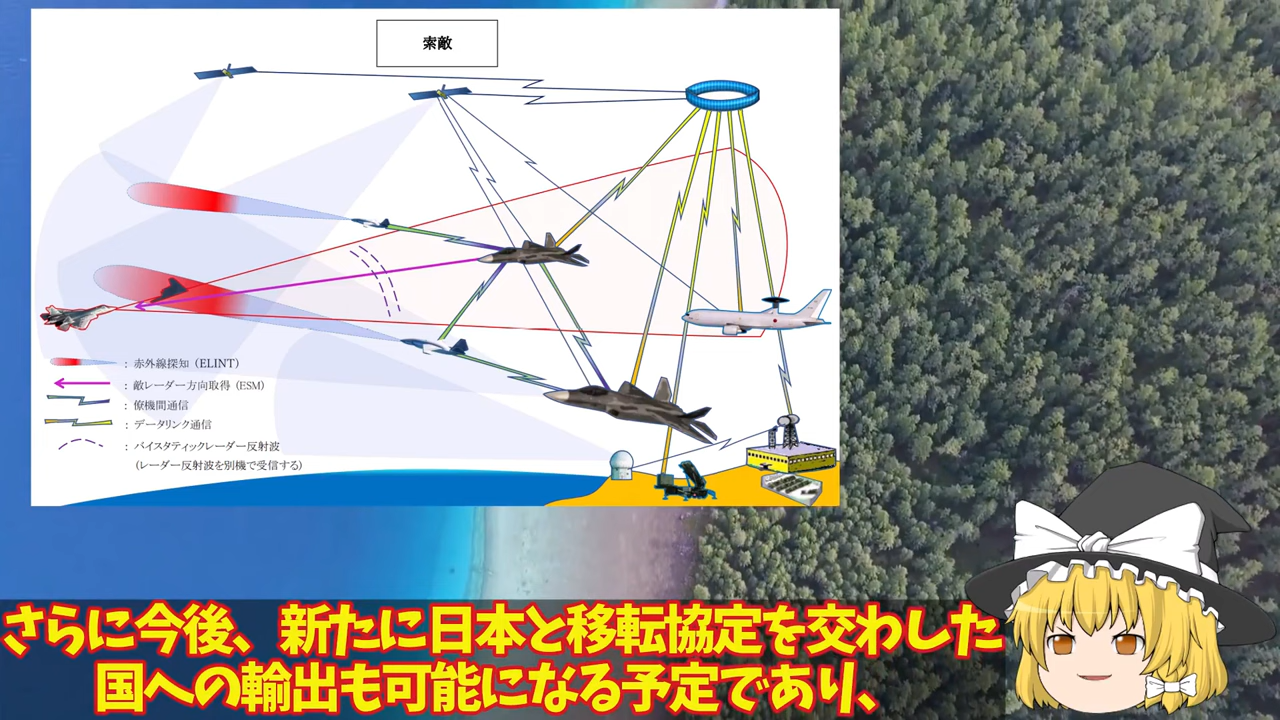 索敵
: 赤外線探知（ELINT）
: 敵レーダー方向取得（ESM）
: 僚機間通信
: データリンク通信
: バイスタティックレーダー反射波
（レーダー反射波を別機で受信する）
さらに今後、新たに日本と移転協定を交わした
国への輸出も可能になる予定であり、